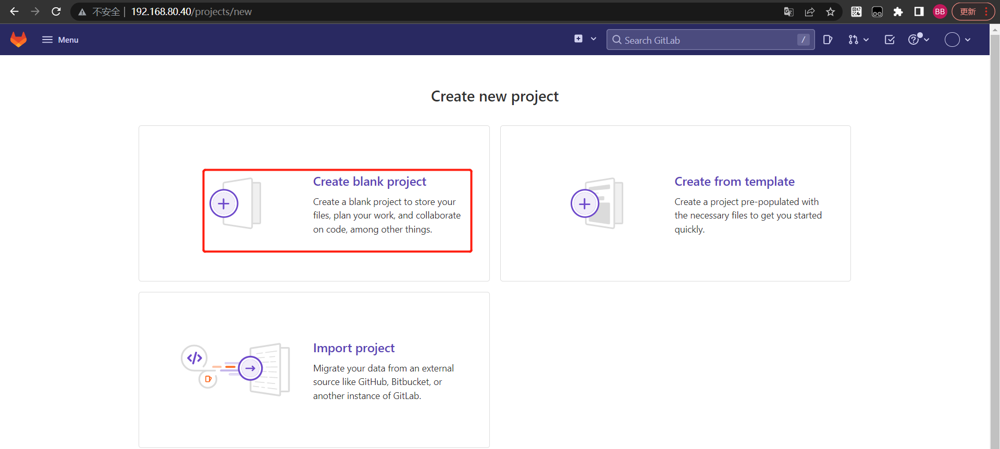 不安全 | 192.168.80.40/projects/new
BB
更新
Menu
Search GitLab
/
Create new project
Create blank project
Create a blank project to store your
files, plan your work, and collaborate
on code, among other things.
Create from template
Create a project pre-populated with
the necessary files to get you started
quickly.
Import project
Migrate your data from an external
source like GitHub, Bitbucket, or
another instance of GitLab.